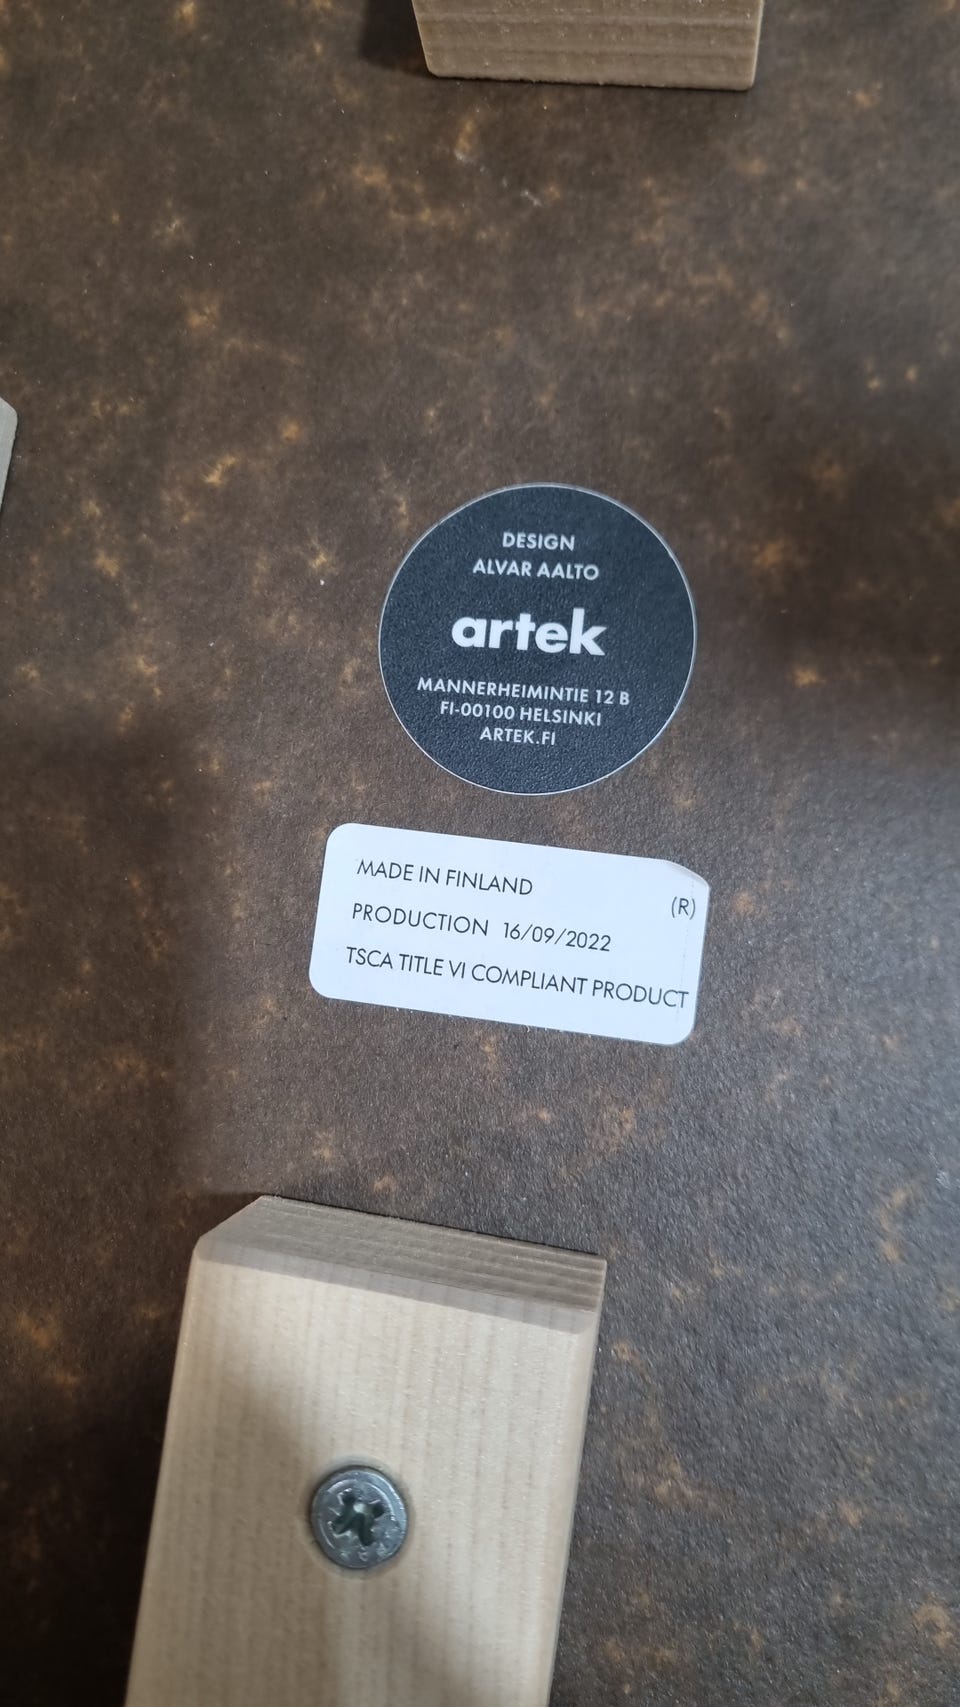 DESIGN
ALVAR AALTO
artek
MANNERHEIMINTIE 12 B
FI-00100 HELSINKI
ARTEK.FI
MADE IN FINLAND
(R)
PRODUCTION 16/09/2022
TSCA TITLE VI COMPLIANT PRODUCT